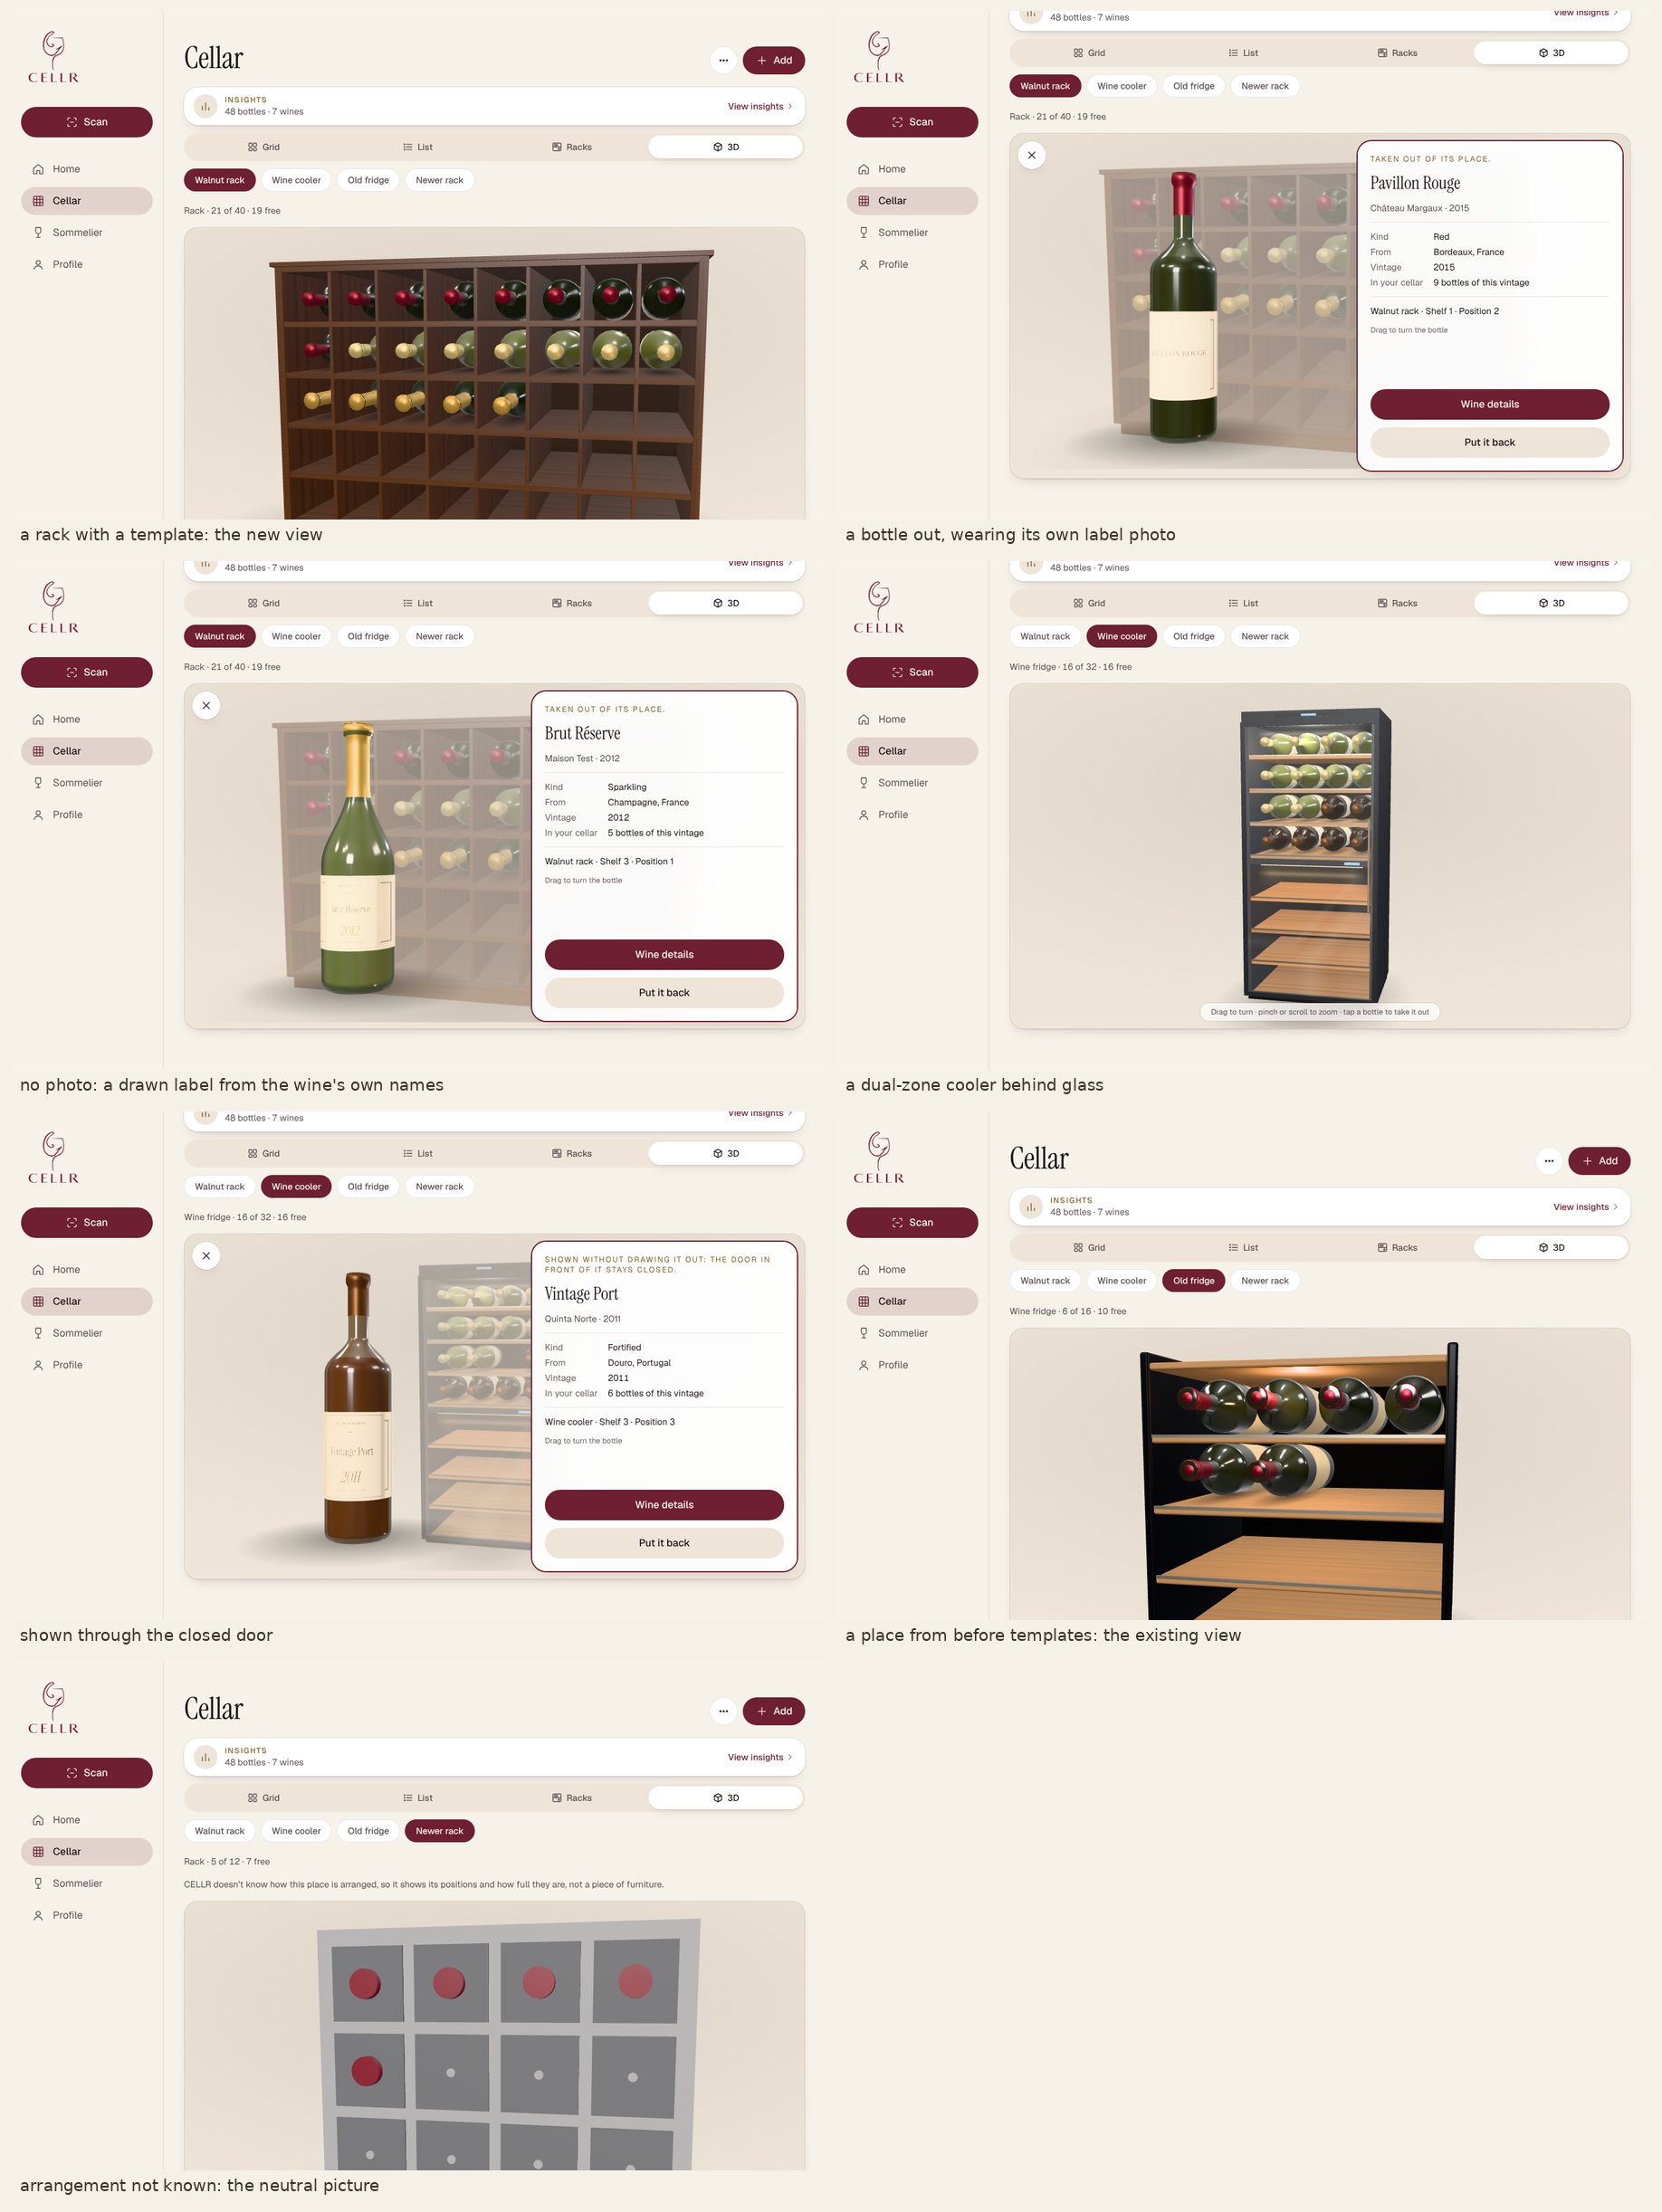 CELLR
Scan
Home
Cellar
Sommelier
Profile
Cellar
Add
INSIGHTS
48 bottles · 7 wines
View insights
Grid
List
Racks
3D
Walnut rack
Wine cooler
Old fridge
Newer rack
Rack · 21 of 40 · 19 free
a rack with a template: the new view
CELLR
Scan
Home
Cellar
Sommelier
Profile
48 bottles · 7 wines
View insights
Grid
List
Racks
3D
Walnut rack
Wine cooler
Old fridge
Newer rack
Rack · 21 of 40 · 19 free
TAKEN OUT OF ITS PLACE.
Pavillon Rouge
Château Margaux · 2015
Kind Red
From Bordeaux, France
Vintage 2015
In your cellar 9 bottles of this vintage
Walnut rack · Shelf 1 · Position 2
Drag to turn the bottle
Wine details
Put it back
a bottle out, wearing its own label photo
CELLR
Scan
Home
Cellar
Sommelier
Profile
48 bottles · 7 wines
View insights
Grid
List
Racks
3D
Walnut rack
Wine cooler
Old fridge
Newer rack
Rack · 21 of 40 · 19 free
Brut Réserve
2012
TAKEN OUT OF ITS PLACE.
Brut Réserve
Maison Test · 2012
Kind Sparkling
From Champagne, France
Vintage 2012
In your cellar 5 bottles of this vintage
Walnut rack · Shelf 3 · Position 1
Drag to turn the bottle
Wine details
Put it back
no photo: a drawn label from the wine's own names
CELLR
Scan
Home
Cellar
Sommelier
Profile
48 bottles · 7 wines
View insights
Grid
List
Racks
3D
Walnut rack
Wine cooler
Old fridge
Newer rack
Wine fridge · 16 of 32 · 16 free
Drag to turn · pinch or scroll to zoom · tap a bottle to take it out
a dual-zone cooler behind glass
CELLR
Scan
Home
Cellar
Sommelier
Profile
48 bottles · 7 wines
View insights
Grid
List
Racks
3D
Walnut rack
Wine cooler
Old fridge
Newer rack
Wine fridge · 16 of 32 · 16 free
Vintage Port
2011
SHOWN WITHOUT DRAWING IT OUT: THE DOOR IN
FRONT OF IT STAYS CLOSED.
Vintage Port
Quinta Norte · 2011
Kind Fortified
From Douro, Portugal
Vintage 2011
In your cellar 6 bottles of this vintage
Wine cooler · Shelf 3 · Position 3
Drag to turn the bottle
Wine details
Put it back
shown through the closed door
CELLR
Scan
Home
Cellar
Sommelier
Profile
Cellar
Add
INSIGHTS
48 bottles · 7 wines
View insights
Grid
List
Racks
3D
Walnut rack
Wine cooler
Old fridge
Newer rack
Wine fridge · 6 of 16 · 10 free
a place from before templates: the existing view
CELLR
Scan
Home
Cellar
Sommelier
Profile
Cellar
Add
INSIGHTS
48 bottles · 7 wines
View insights
Grid
List
Racks
3D
Walnut rack
Wine cooler
Old fridge
Newer rack
Rack · 5 of 12 · 7 free
CELLR doesn't know how this place is arranged, so it shows its positions and how full they are, not a piece of furniture.
arrangement not known: the neutral picture